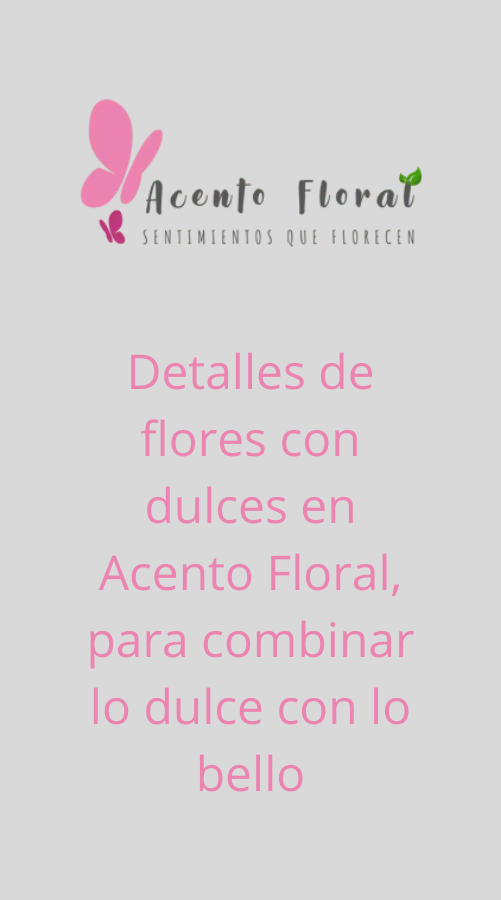 Acento Floral
SENTIMIENTOS QUE FLORECEN
Detalles de
flores con
dulces en
Acento Floral,
para combinar
lo dulce con lo
bello